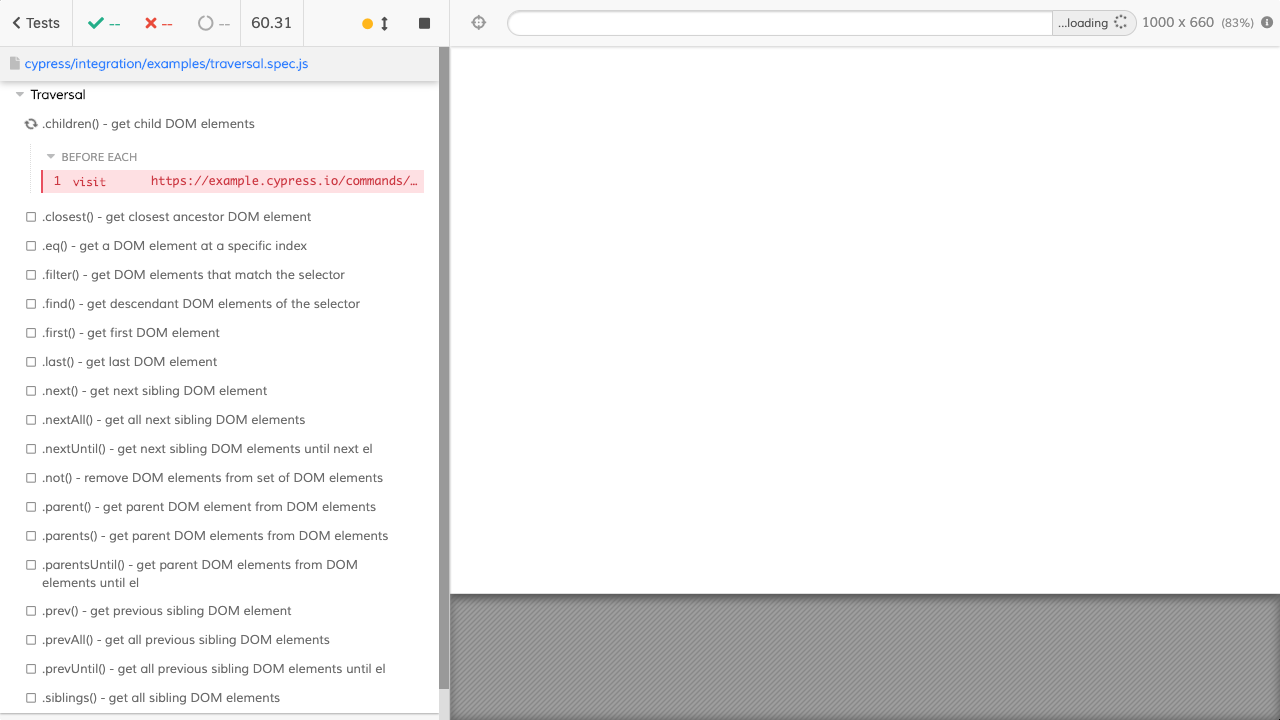 Tests
--
--
--
60.31
...loading
1000 x 660 (83%)
cypress/integration/examples/traversal.spec.js
Traversal
.children() - get child DOM elements
BEFORE EACH
1 visit https://example.cypress.io/commands/…
.closest() - get closest ancestor DOM element
.eq() - get a DOM element at a specific index
.filter() - get DOM elements that match the selector
.find() - get descendant DOM elements of the selector
.first() - get first DOM element
.last() - get last DOM element
.next() - get next sibling DOM element
.nextAll() - get all next sibling DOM elements
.nextUntil() - get next sibling DOM elements until next el
.not() - remove DOM elements from set of DOM elements
.parent() - get parent DOM element from DOM elements
.parents() - get parent DOM elements from DOM elements
.parentsUntil() - get parent DOM elements from DOM
elements until el
.prev() - get previous sibling DOM element
.prevAll() - get all previous sibling DOM elements
.prevUntil() - get all previous sibling DOM elements until el
.siblings() - get all sibling DOM elements